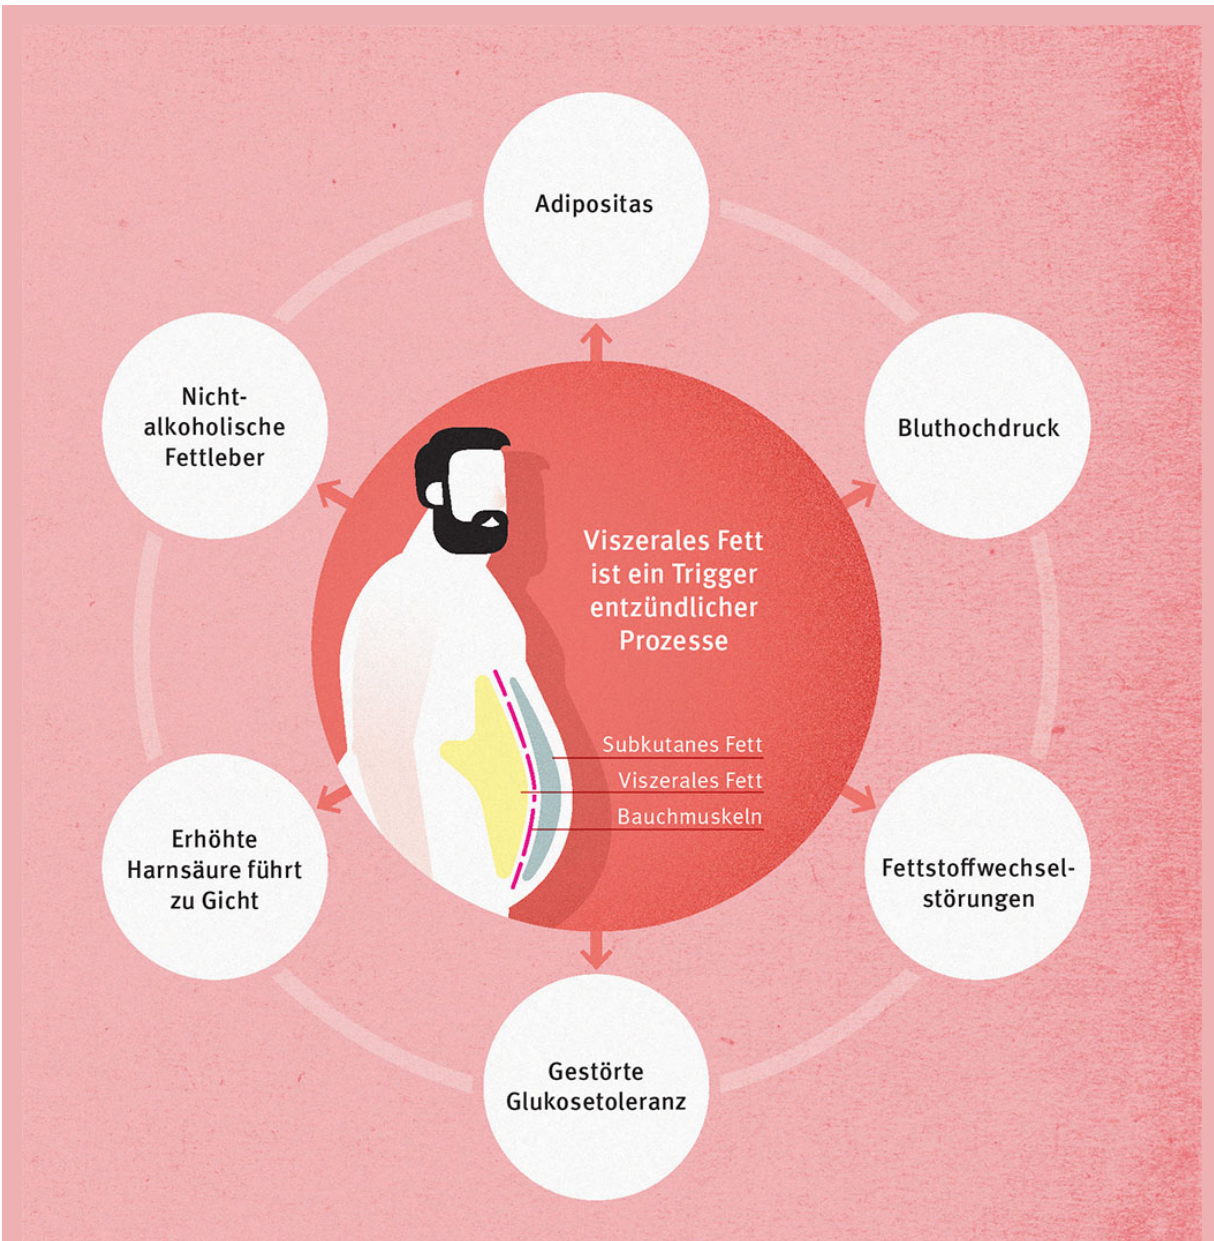 Adipositas
Nicht-
alkoholische
Fettleber
Bluthochdruck
Viszerales Fett
ist ein Trigger
entzündlicher
Prozesse
Subkutanes Fett
Viszerales Fett
Bauchmuskeln
Erhöhte
Harnsäure führt
zu Gicht
Fettstoffwechsel-
störungen
Gestörte
Glukosetoleranz